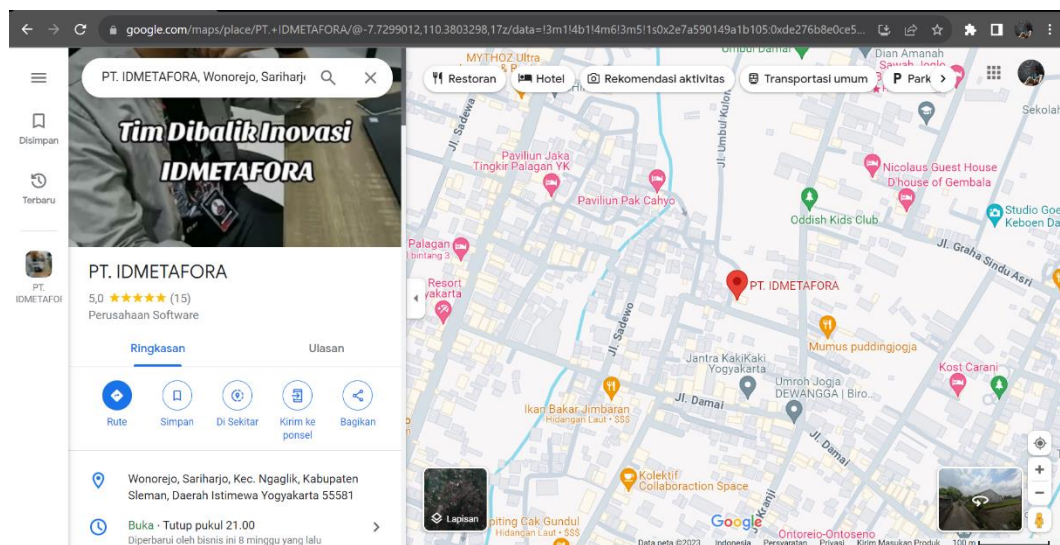 google.com/maps/place/PT.+IDMETAFORA/@-7.7299012,110.3803298,17z/data=!3m1!4b1!4m6!3m5!1s0x2e7a590149a1b105:0xde276b8e0ce5...
PT. IDMETAFORA, Wonorejo, Sariharj
Disimpan
Terbaru
PT.
IDMETAFOF
Tim Dibalik Inovasi
IDMETAFORA
PT. IDMETAFORA
5,0 ★★★★★ (15)
Perusahaan Software
Ringkasan
Ulasan
Rute
Simpan
Di Sekitar
Kirim ke
ponsel
Bagikan
Wonorejo, Sariharjo, Kec. Ngaglik, Kabupaten
Sleman, Daerah Istimewa Yogyakarta 55581
Buka · Tutup pukul 21.00
Diperbarui oleh bisnis ini 8 minggu yang lalu
Restoran
Hotel
Rekomendasi aktivitas
Transportasi umum
P Park
MYTHOZ Ultra
Umbul Damai
Dian Amanah
Sawah Joglo
Sekolah
Jl. Sadewa
Jl. Umbul Kulon
Paviliun Jaka
Tingkir Palagan YK
Paviliun Pak Cahyo
Nicolaus Guest House
D'house of Gembala
Oddish Kids Club
Studio Goe
Keboen Da
Palagan
bintang 3
Jl. Graha Sindu Asri
Resort
yakarta
PT. IDMETAFORA
Jl. Sadewo
Mumus puddingjogja
Jantra KakiKaki
Yogyakarta
Kost Carani
Umroh Jogja
DEWANGGA | Biro...
Ikan Bakar Jimbaran
Hidangan Laut • $$$
Jl. Damai
Jl. Damai
Kolektif
Collaboraction Space
Kranji
Lapisan
piting Cak Gundul
Hidangan Laut • $$$
Google
Ontoreio-Ontoseno
Data peta ©2023
Indonesia
Persyaratan
Privasi
Kirim Masukan Produk
100 m